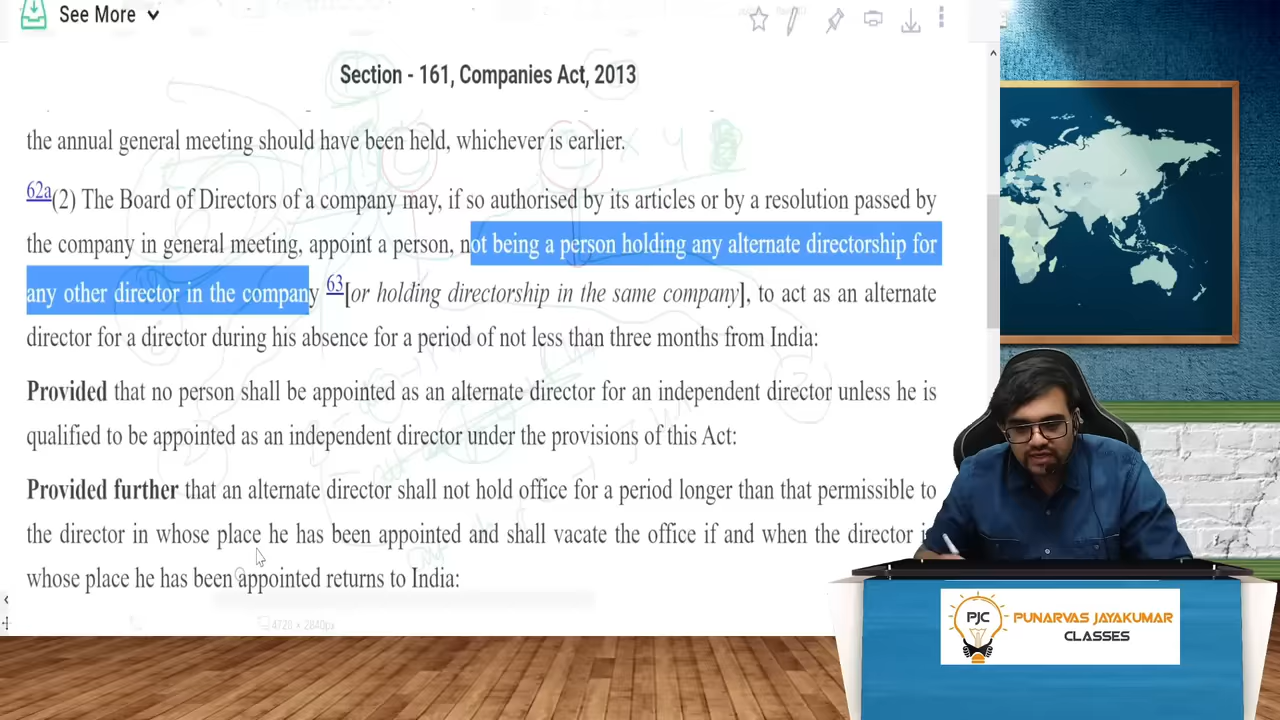 See More
Section - 161, Companies Act, 2013
the annual general meeting should have been held, whichever is earlier.
62a(2) The Board of Directors of a company may, if so authorised by its articles or by a resolution passed by
the company in general meeting, appoint a person, not being a person holding any alternate directorship for
any other director in the company 63[or holding directorship in the same company], to act as an alternate
director for a director during his absence for a period of not less than three months from India:
Provided that no person shall be appointed as an alternate director for an independent director unless he is
qualified to be appointed as an independent director under the provisions of this Act:
Provided further that an alternate director shall not hold office for a period longer than that permissible to
the director in whose place he has been appointed and shall vacate the office if and when the director
whose place he has been appointed returns to India:
4720 × 2840px
PJC
PUNARVAS JAYAKUMAR
CLASSES